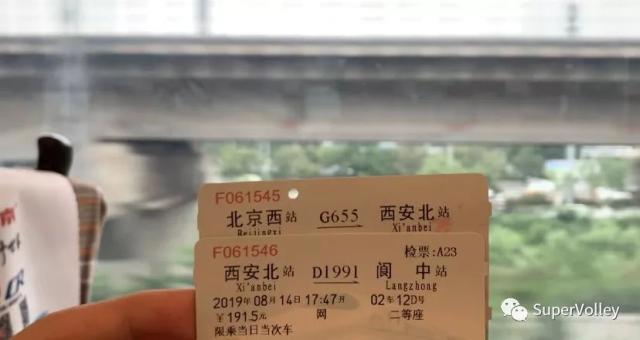 F061545
北京西站 G655 西安北站
Beijingxi Xi'anbei
F061546 检票:A23
西安北站 D1991 阆中站
Xi'anbei Langzhong
2019年08月14日17:47开 02车12D号
￥191.5元 网 二等座
限乘当日当次车
SuperVolley